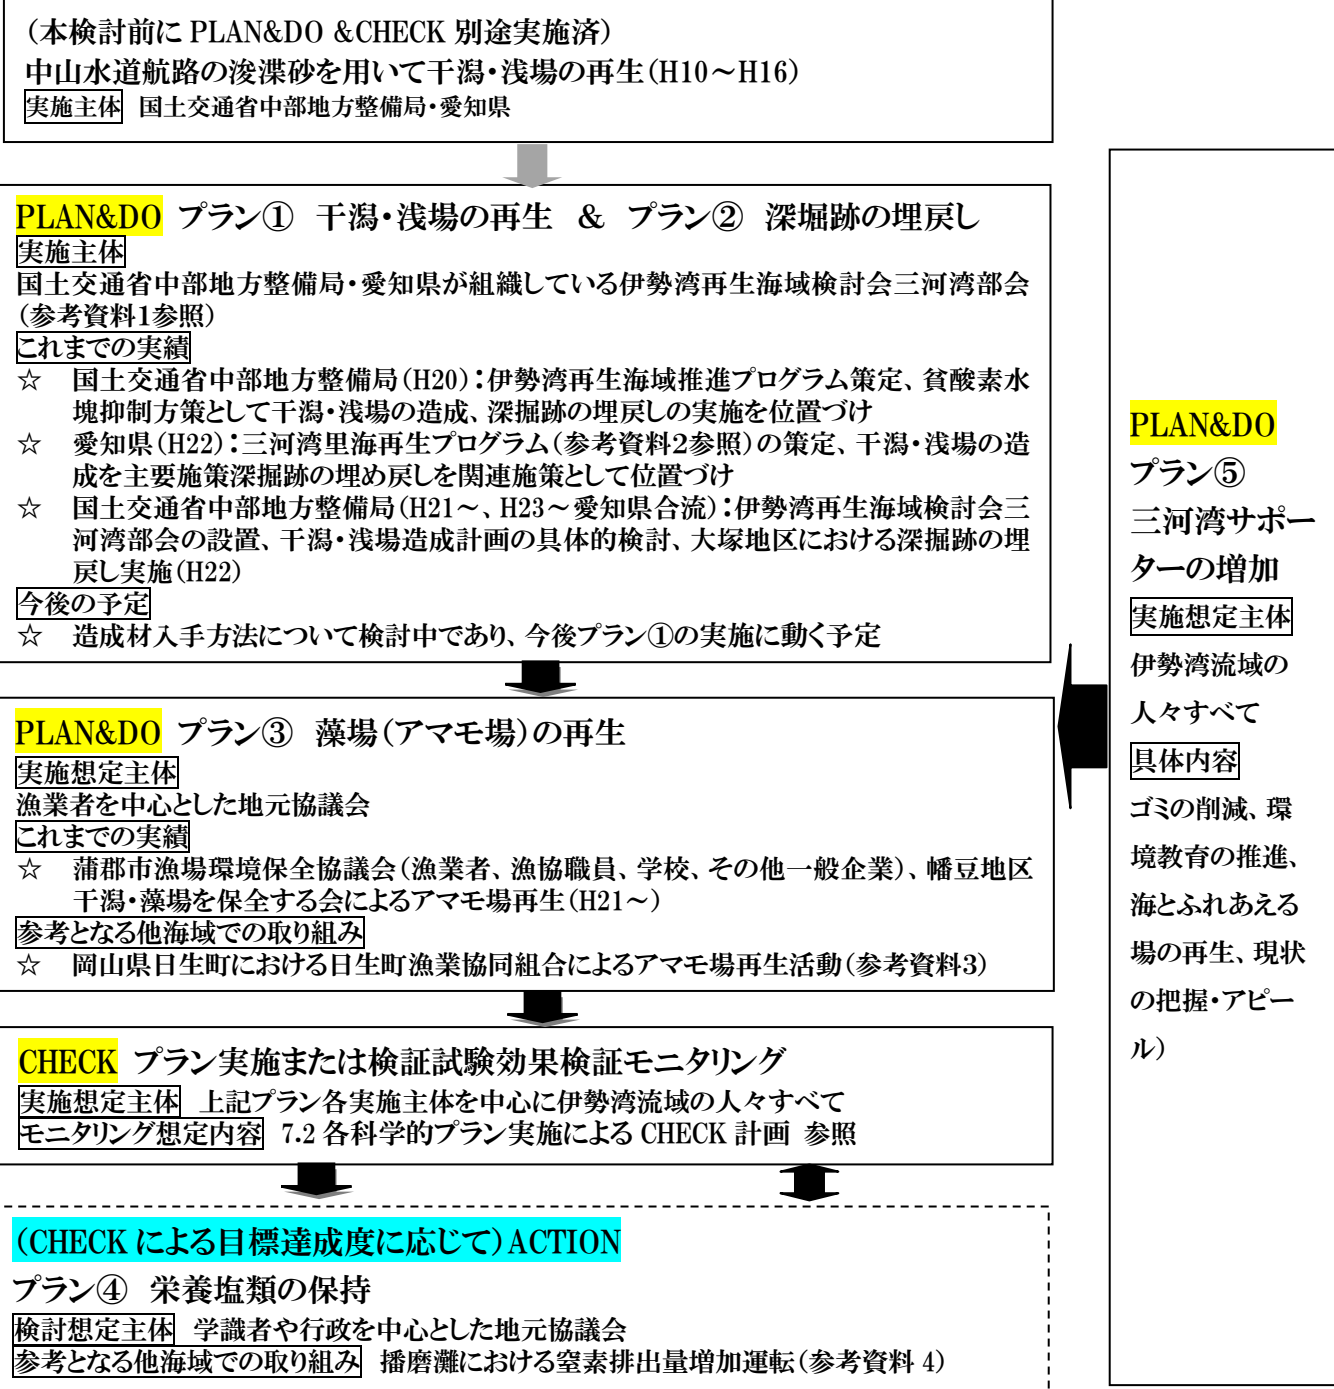 （本検討前に PLAN&DO &CHECK 別途実施済）
中山水道航路の浚渫砂を用いて干潟・浅場の再生（H10～H16）
実施主体 国土交通省中部地方整備局・愛知県
PLAN&DO プラン① 干潟・浅場の再生 & プラン② 深堀跡の埋戻し
実施主体
国土交通省中部地方整備局・愛知県が組織している伊勢湾再生海域検討会三河湾部会
（参考資料1参照）
これまでの実績
☆ 国土交通省中部地方整備局（H20）：伊勢湾再生海域推進プログラム策定、貧酸素水
塊抑制方策として干潟・浅場の造成、深掘跡の埋戻しの実施を位置づけ
☆ 愛知県（H22）：三河湾里海再生プログラム（参考資料2参照）の策定、干潟・浅場の造
成を主要施策深掘跡の埋め戻しを関連施策として位置づけ
☆ 国土交通省中部地方整備局（H21～、H23～愛知県合流）：伊勢湾再生海域検討会三
河湾部会の設置、干潟・浅場造成計画の具体的検討、大塚地区における深掘跡の埋
戻し実施（H22）
今後の予定
☆ 造成材入手方法について検討中であり、今後プラン①の実施に動く予定
PLAN&DO プラン③ 藻場（アマモ場）の再生
実施想定主体
漁業者を中心とした地元協議会
これまでの実績
☆ 蒲郡市漁場環境保全協議会（漁業者、漁協職員、学校、その他一般企業）、幡豆地区
干潟・藻場を保全する会によるアマモ場再生（H21～）
参考となる他海域での取り組み
☆ 岡山県日生町における日生町漁業協同組合によるアマモ場再生活動（参考資料3）
CHECK プラン実施または検証試験効果検証モニタリング
実施想定主体 上記プラン各実施主体を中心に伊勢湾流域の人々すべて
モニタリング想定内容 7.2 各科学的プラン実施による CHECK 計画 参照
（CHECK による目標達成度に応じて）ACTION
プラン④ 栄養塩類の保持
検討想定主体 学識者や行政を中心とした地元協議会
参考となる他海域での取り組み 播磨灘における窒素排出量増加運転（参考資料 4）
PLAN&DO
プラン⑤
三河湾サポー
ターの増加
実施想定主体
伊勢湾流域の
人々すべて
具体内容
ゴミの削減、環
境教育の推進、
海とふれあえる
場の再生、現状
の把握・アピー
ル）